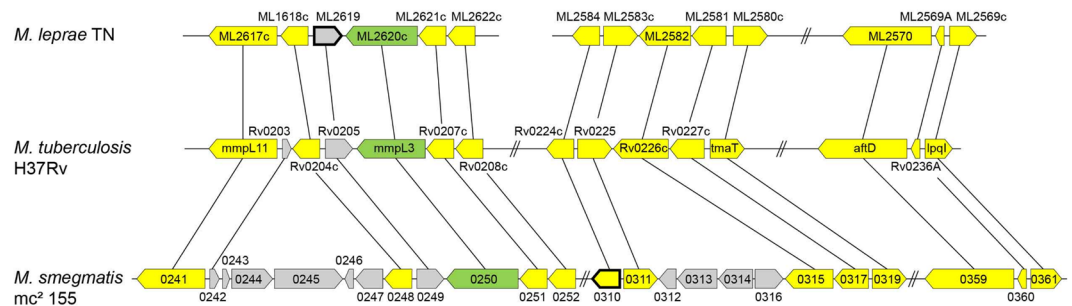 ML1618c ML2619 ML2621c ML2622c ML2584 ML2583c ML2581 ML2580c ML2569A ML2569c
M. leprae TN ML2617c ML2620c ML2582 ML2570
Rv0203 Rv0205 Rv0207c Rv0224c Rv0225 Rv0227c
M. tuberculosis mmpL11 mmpL3 Rv0226c tmaT aftD lpqI
H37Rv Rv0204c Rv0208c Rv0236A
0243 0246
M. smegmatis 0241 0244 0245 0248 0250 0251 0252 0311 0313 0314 0315 0317 0319 0359 0361
mc² 155 0242 0247 0249 0310 0312 0316 0360